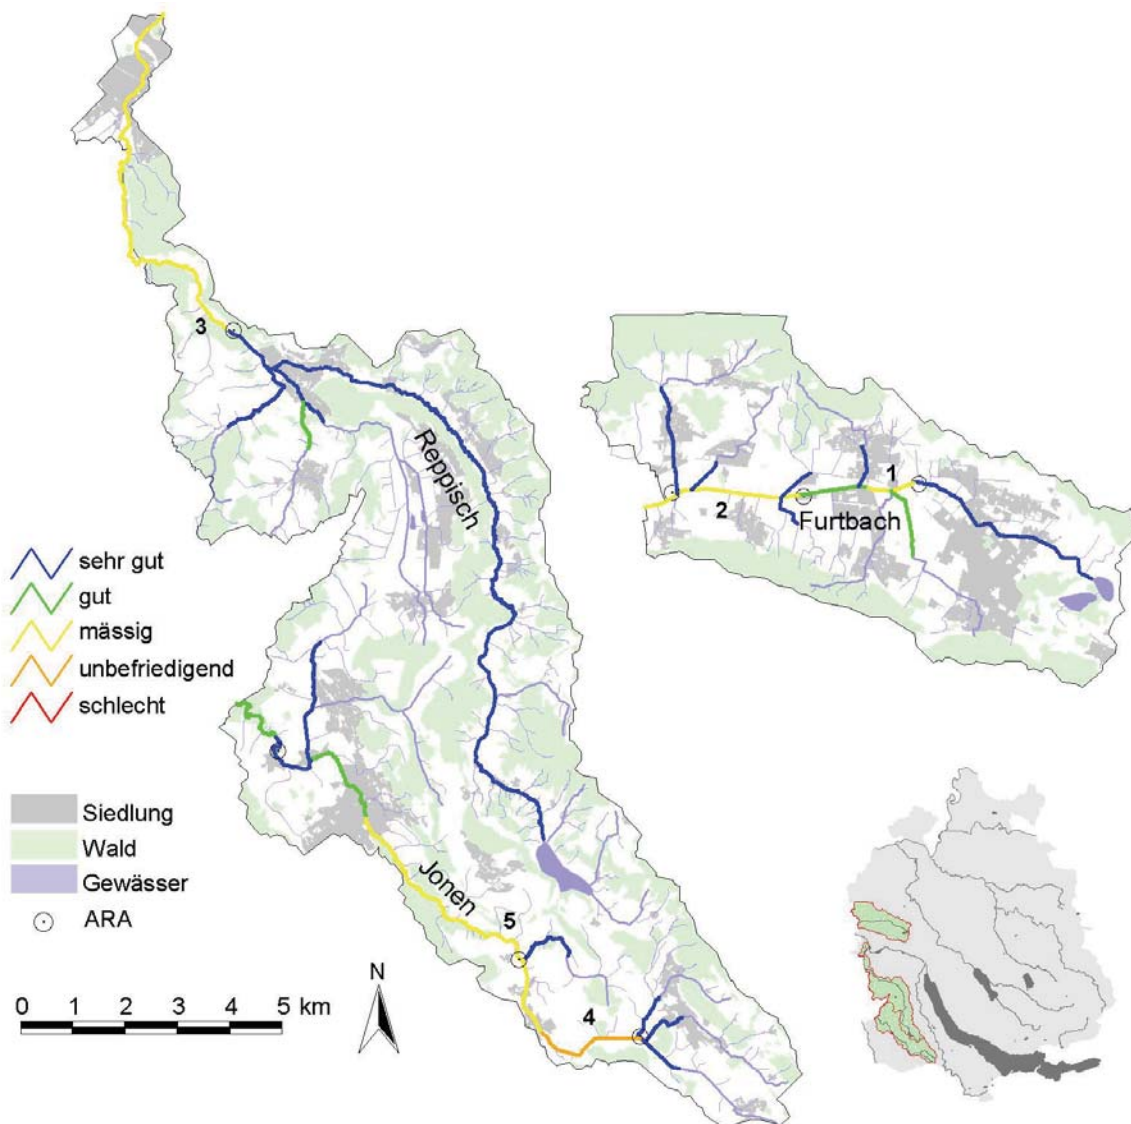 3
Reppisch
1
2
Furtbach
sehr gut
gut
mässig
unbefriedigend
schlecht
Siedlung
Wald
Gewässer
ARA
Jonen
5
4
N
0 1 2 3 4 5 km